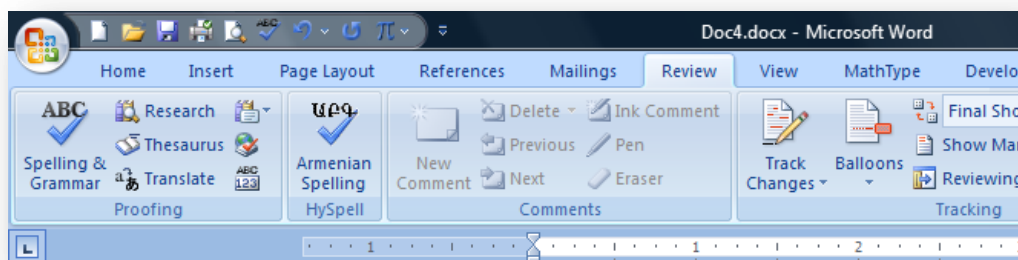 Doc4.docx - Microsoft Word
Home Insert Page Layout References Mailings Review View MathType Develo
ABC Research ԱԲԳ Delete Ink Comment Final Sho
Thesaurus Previous Pen Show Ma
Spelling & Grammar Translate ABC 123 Armenian Spelling New Comment Next Eraser Track Changes Balloons Reviewing
Proofing HySpell Comments Tracking
L 1 1 2